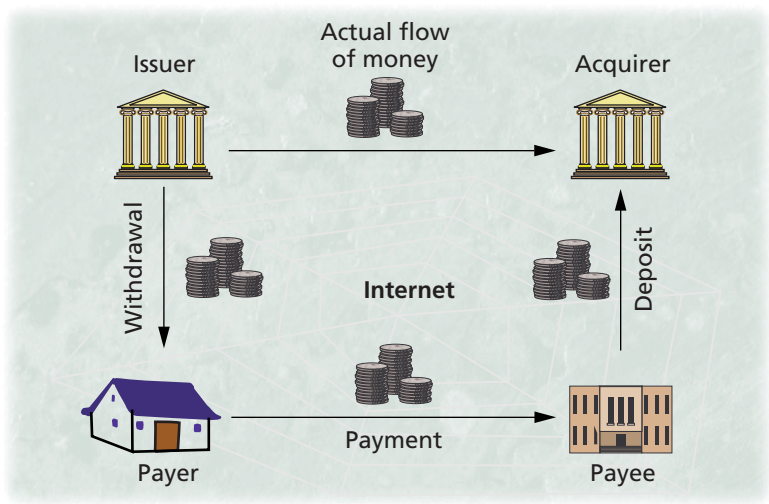 Actual flow
of money
Issuer
Acquirer
Withdrawal
Internet
Deposit
Payment
Payer
Payee